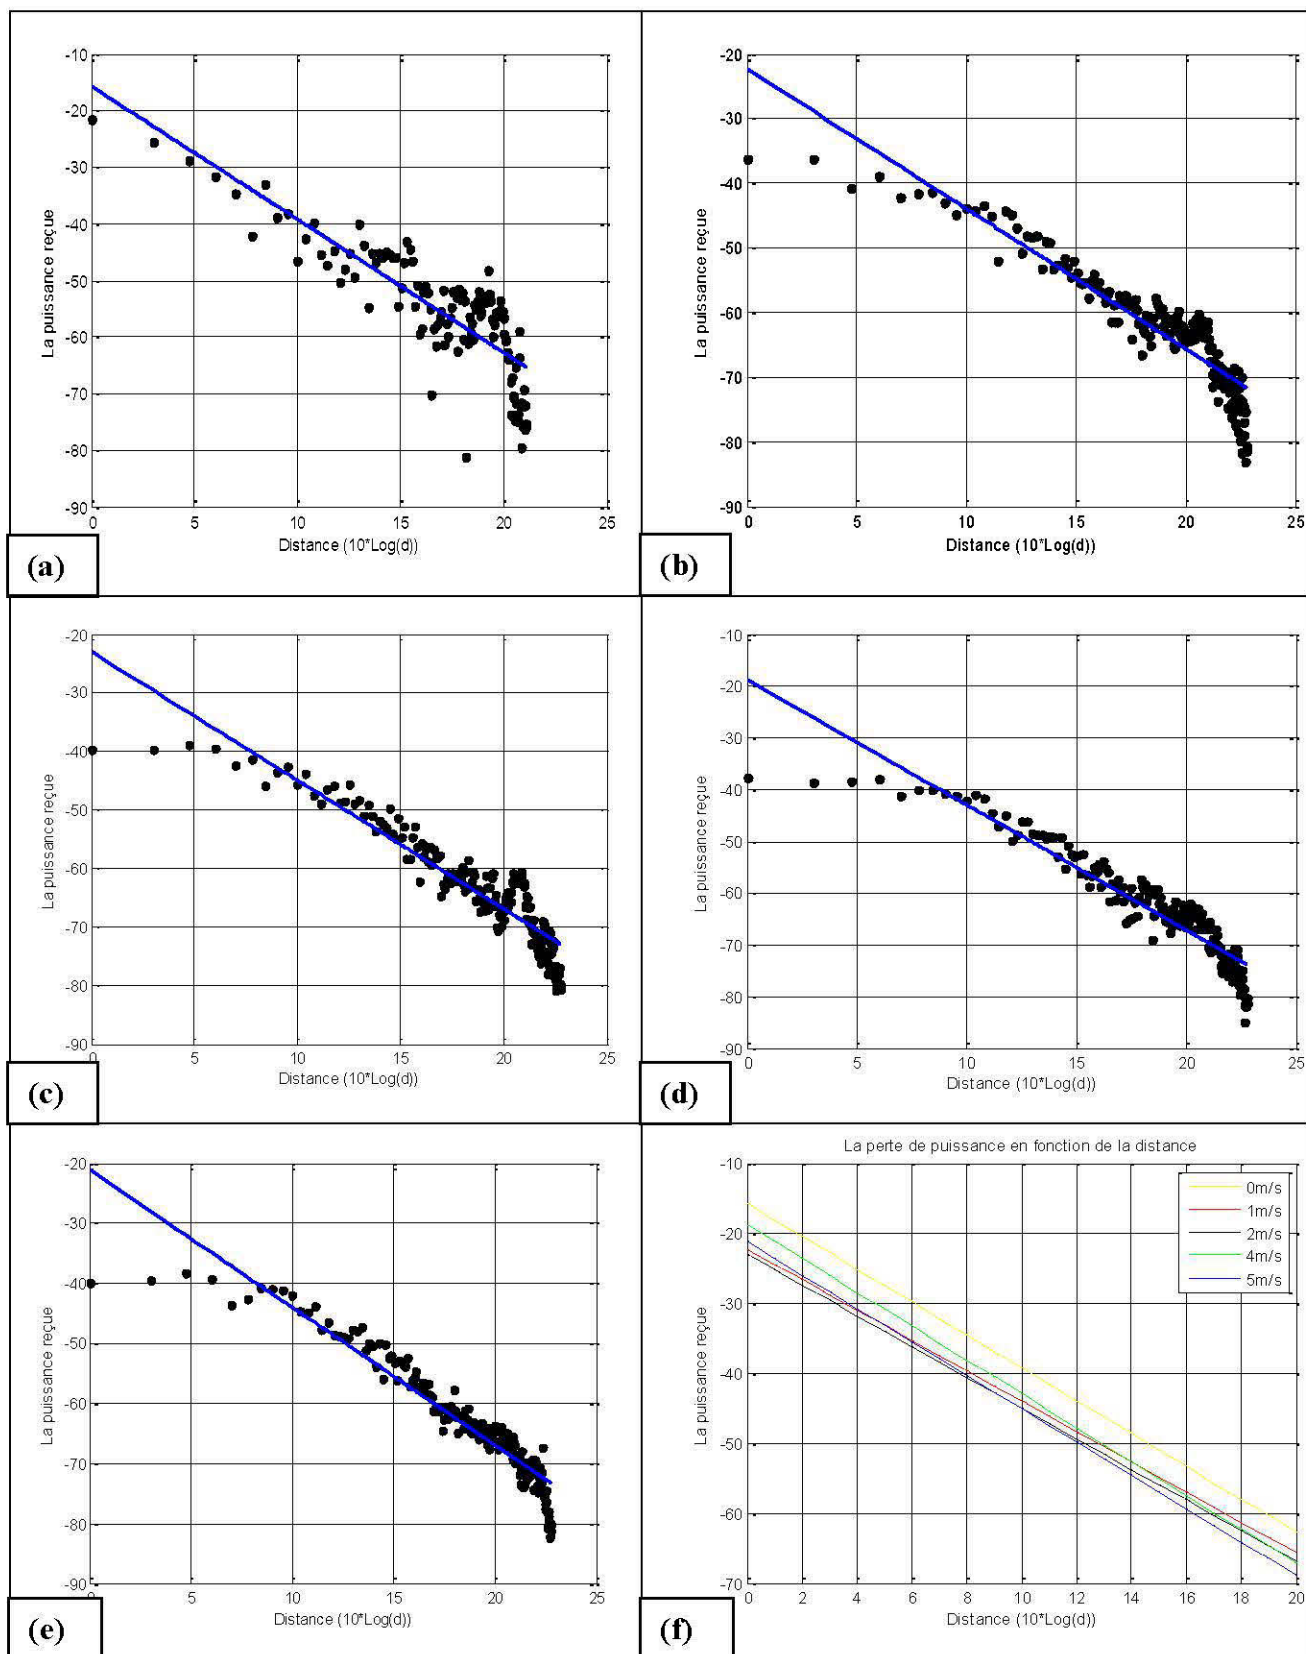 -10
-20
-30
-40
-50
-60
-70
-80
-90
0 5 10 15 20 25
La puissance reçue
Distance (10*Log(d))
(a)
-20
-30
-40
-50
-60
-70
-80
-90
0 5 10 15 20 25
La puissance reçue
Distance (10*Log(d))
(b)
-20
-30
-40
-50
-60
-70
-80
-90
0 5 10 15 20 25
La puissance reçue
Distance (10*Log(d))
(c)
-10
-20
-30
-40
-50
-60
-70
-80
-90
0 5 10 15 20 25
La puissance reçue
Distance (10*Log(d))
(d)
-20
-30
-40
-50
-60
-70
-80
-90
0 5 10 15 20 25
La puissance reçue
Distance (10*Log(d))
(e)
La perte de puissance en fonction de la distance
-10
-20
-30
-40
-50
-60
-70
0 2 4 6 8 10 12 14 16 18 20
La puissance reçue
Distance (10*Log(d))
0m/s
1m/s
2m/s
4m/s
5m/s
(f)